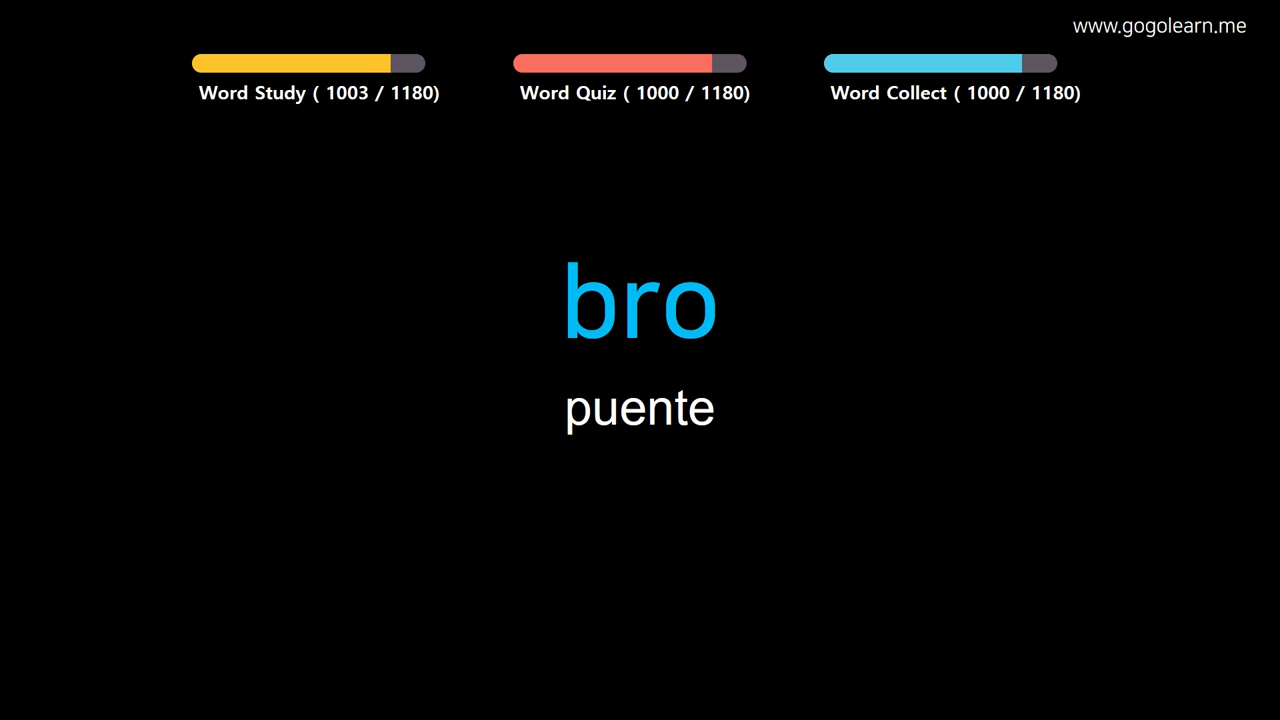 www.gogolearn.me
Word Study ( 1003 / 1180)
Word Quiz ( 1000 / 1180)
Word Collect ( 1000 / 1180)
bro
puente